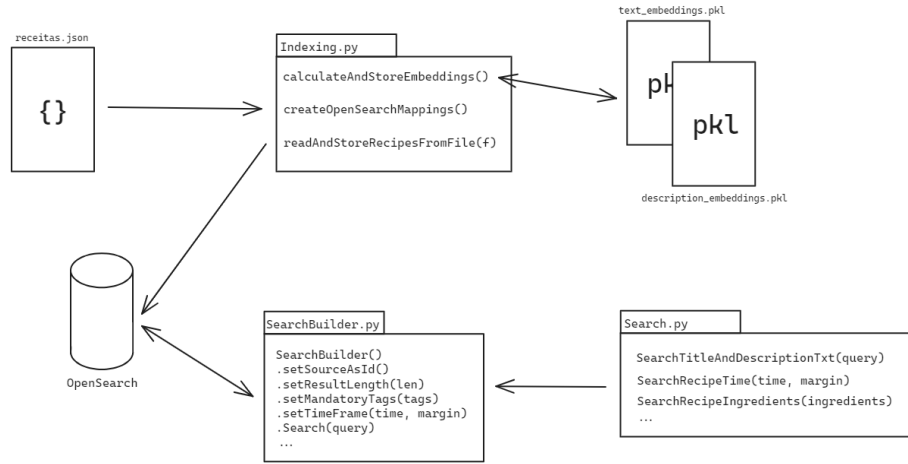 text_embeddings.pkl
receitas.json
Indexing.py
{}
calculateAndStoreEmbeddings()
createOpenSearchMappings()
readAndStoreRecipesFromFile(f)
pk
pkl
description_embeddings.pkl
OpenSearch
SearchBuilder.py
SearchBuilder()
.setSourceAsId()
.setResultLength(len)
.setMandatoryTags(tags)
.setTimeFrame(time, margin)
.Search(query)
...
Search.py
SearchTitleAndDescriptionTxt(query)
SearchRecipeTime(time, margin)
SearchRecipeIngredients(ingredients)
...